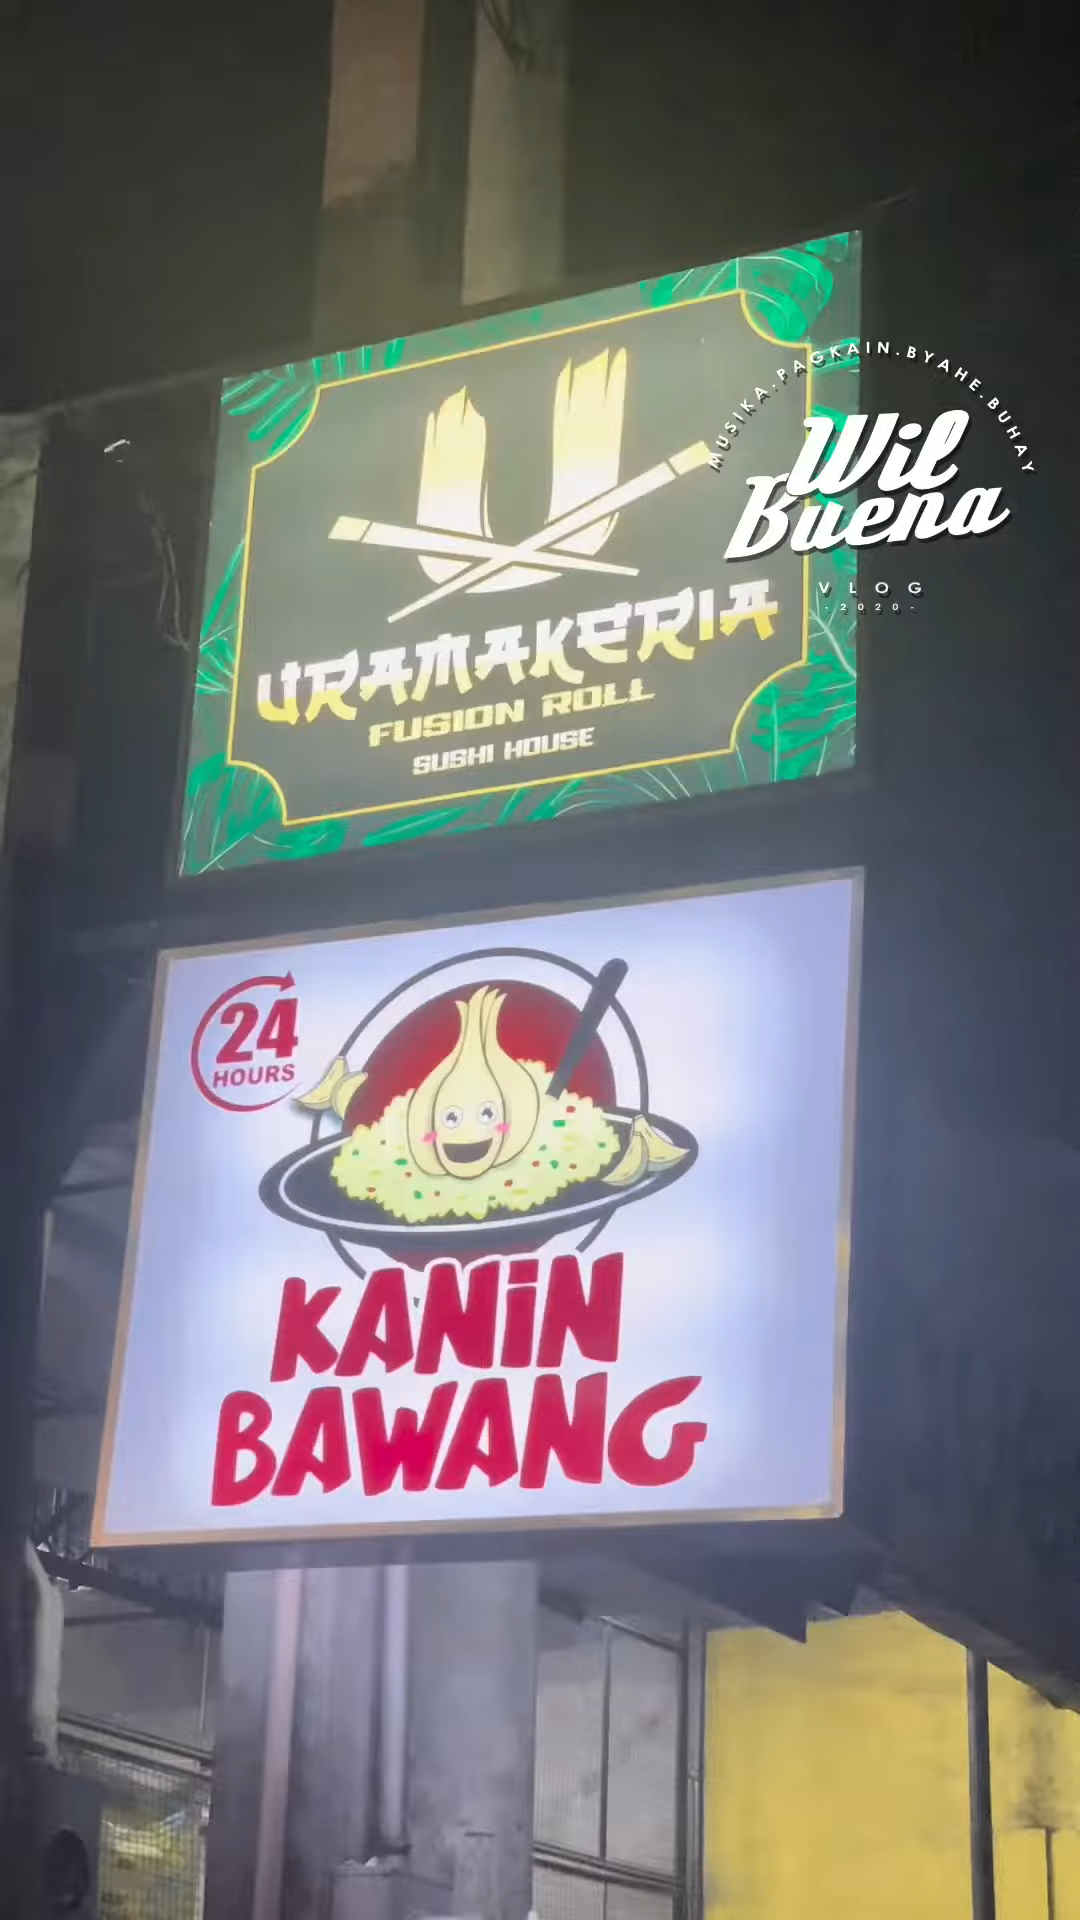 MUSIKA.PAGKAIN.BYAHE.BUHAY
Wil
Buena
VLOG
-2020-
URAMAKERIA
FUSION ROLL
SUSHI HOUSE
24
HOURS
KANiN
BAWANG